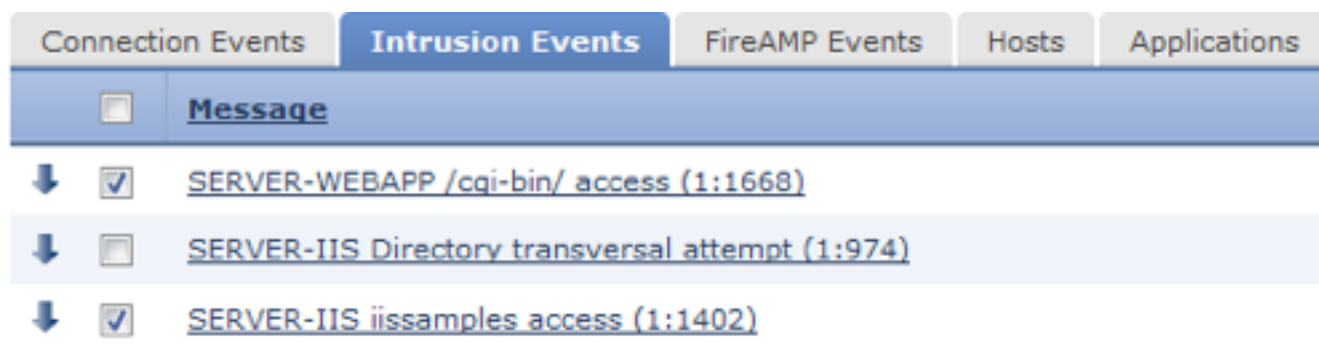 Connection Events Intrusion Events FireAMP Events Hosts Applications
Message
SERVER-WEBAPP /cgi-bin/ access (1:1668)
SERVER-IIS Directory transversal attempt (1:974)
SERVER-IIS iissamples access (1:1402)